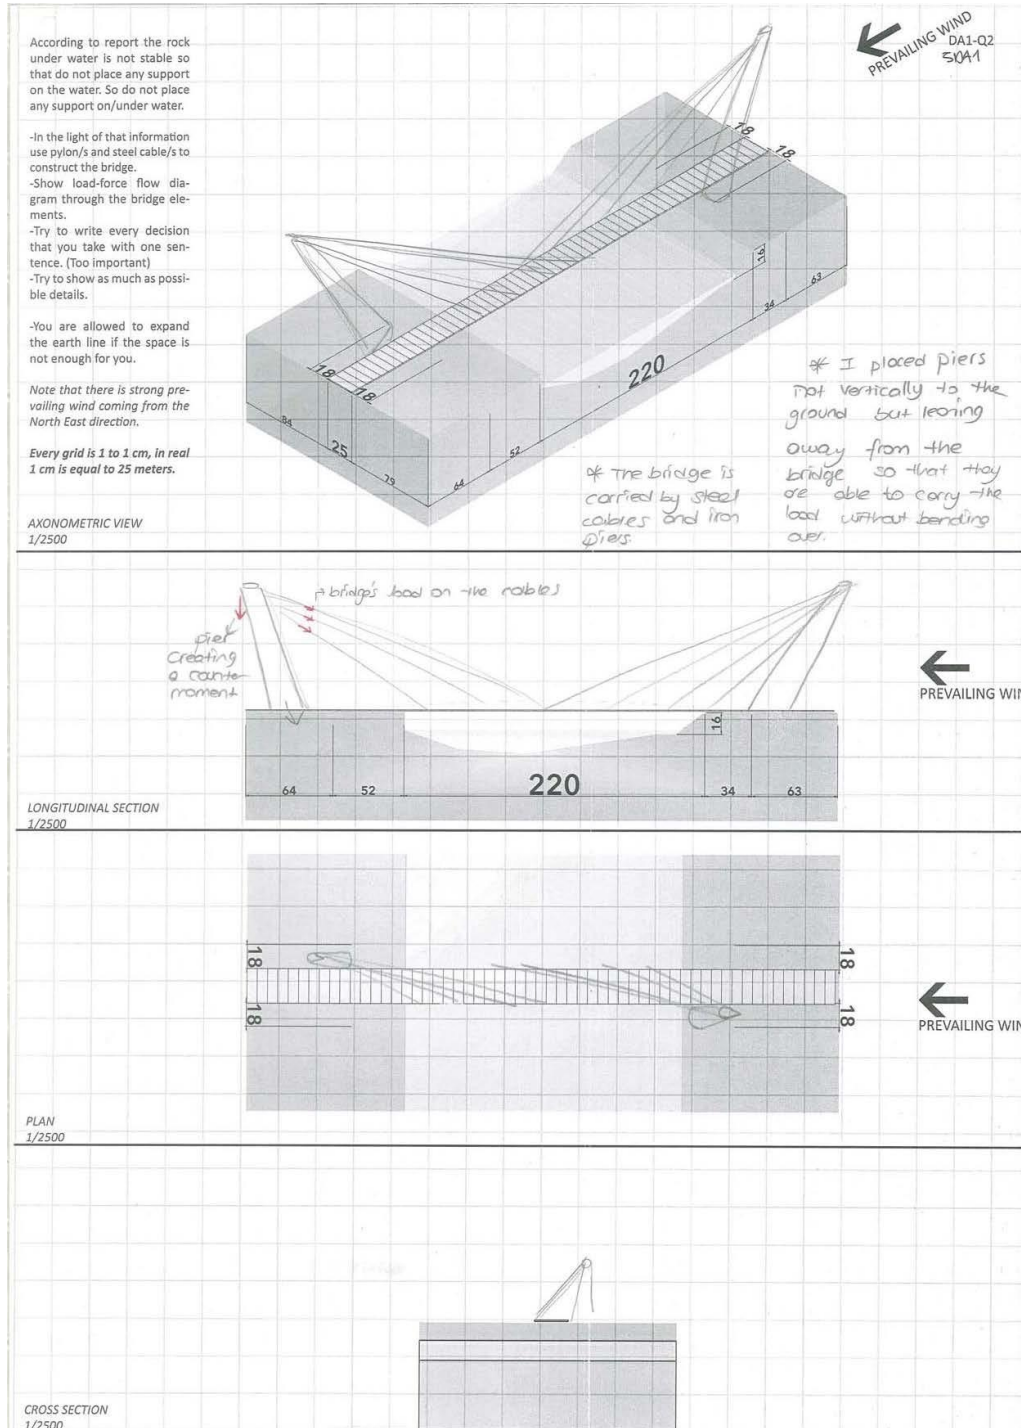 According to report the rock
under water is not stable so
that do not place any support
on the water. So do not place
any support on/under water.
-In the light of that information
use pylon/s and steel cable/s to
construct the bridge.
-Show load-force flow dia-
gram through the bridge ele-
ments.
-Try to write every decision
that you take with one sen-
tence. (Too important)
-Try to show as much as possi-
ble details.
-You are allowed to expand
the earth line if the space is
not enough for you.
Note that there is strong pre-
vailing wind coming from the
North East direction.
Every grid is 1 to 1 cm, in real
1 cm is equal to 25 meters.
AXONOMETRIC VIEW
1/2500
PREVAILING WIND
DA1-Q2
18
18
16
63
34
220
18
18
84
25
79
64
52
* The bridge is
carried by steel
cables and iron
piers.
* I placed piers
not vertically to the
ground but leaning
away from the
bridge so that they
are able to carry the
load without bending
over.
bridge's load on the cables
pier
creating
a counter
moment
PREVAILING WIN
16
64
52
220
34
63
LONGITUDINAL SECTION
1/2500
18
18
18
18
PREVAILING WIN
PLAN
1/2500
CROSS SECTION
1/2500